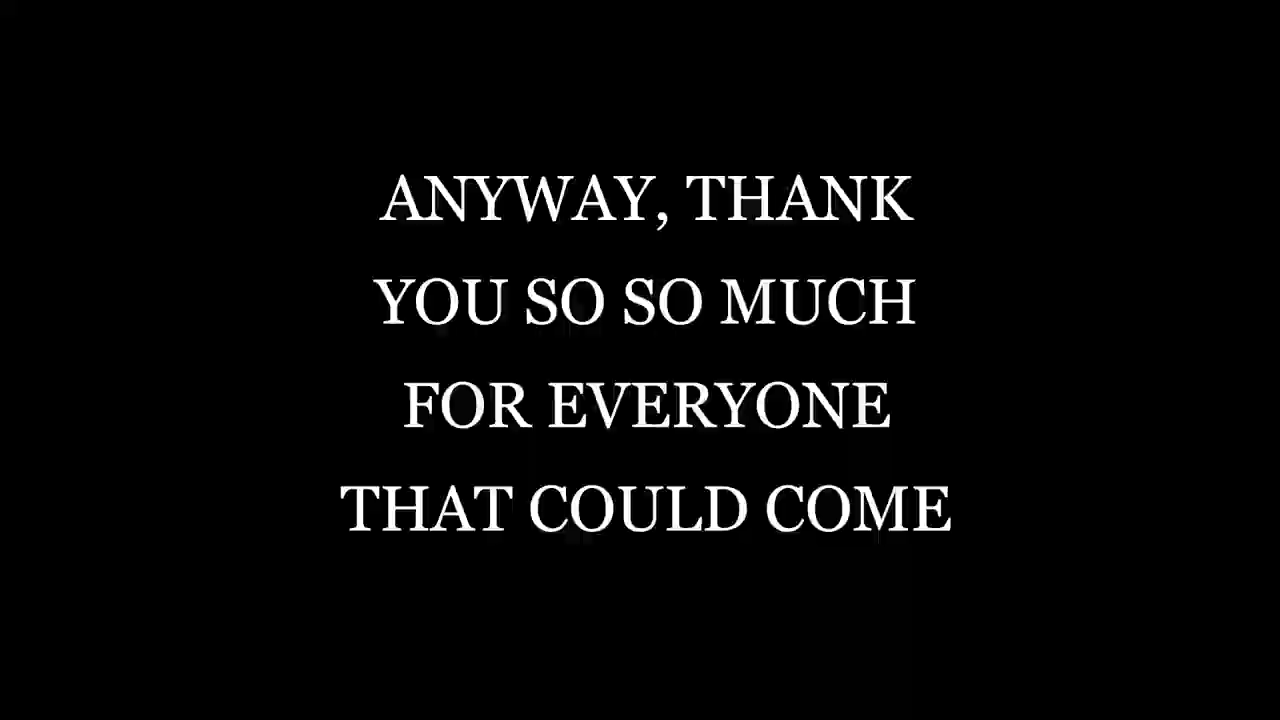 ANYWAY, THANK
YOU SO SO MUCH
FOR EVERYONE
THAT COULD COME